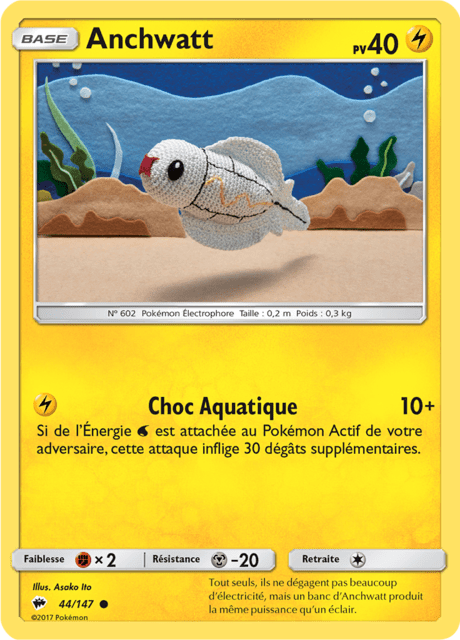 BASE Anchwatt PV40
N° 602 Pokémon Électrophore Taille : 0,2 m Poids : 0,3 kg
Choc Aquatique 10+
Si de l'Énergie est attachée au Pokémon Actif de votre
adversaire, cette attaque inflige 30 dégâts supplémentaires.
Faiblesse ×2 Résistance -20 Retraite
Illus. Asako Ito
44/147
©2017 Pokémon
Tout seuls, ils ne dégagent pas beaucoup
d'électricité, mais un banc d'Anchwatt produit
la même puissance qu'un éclair.